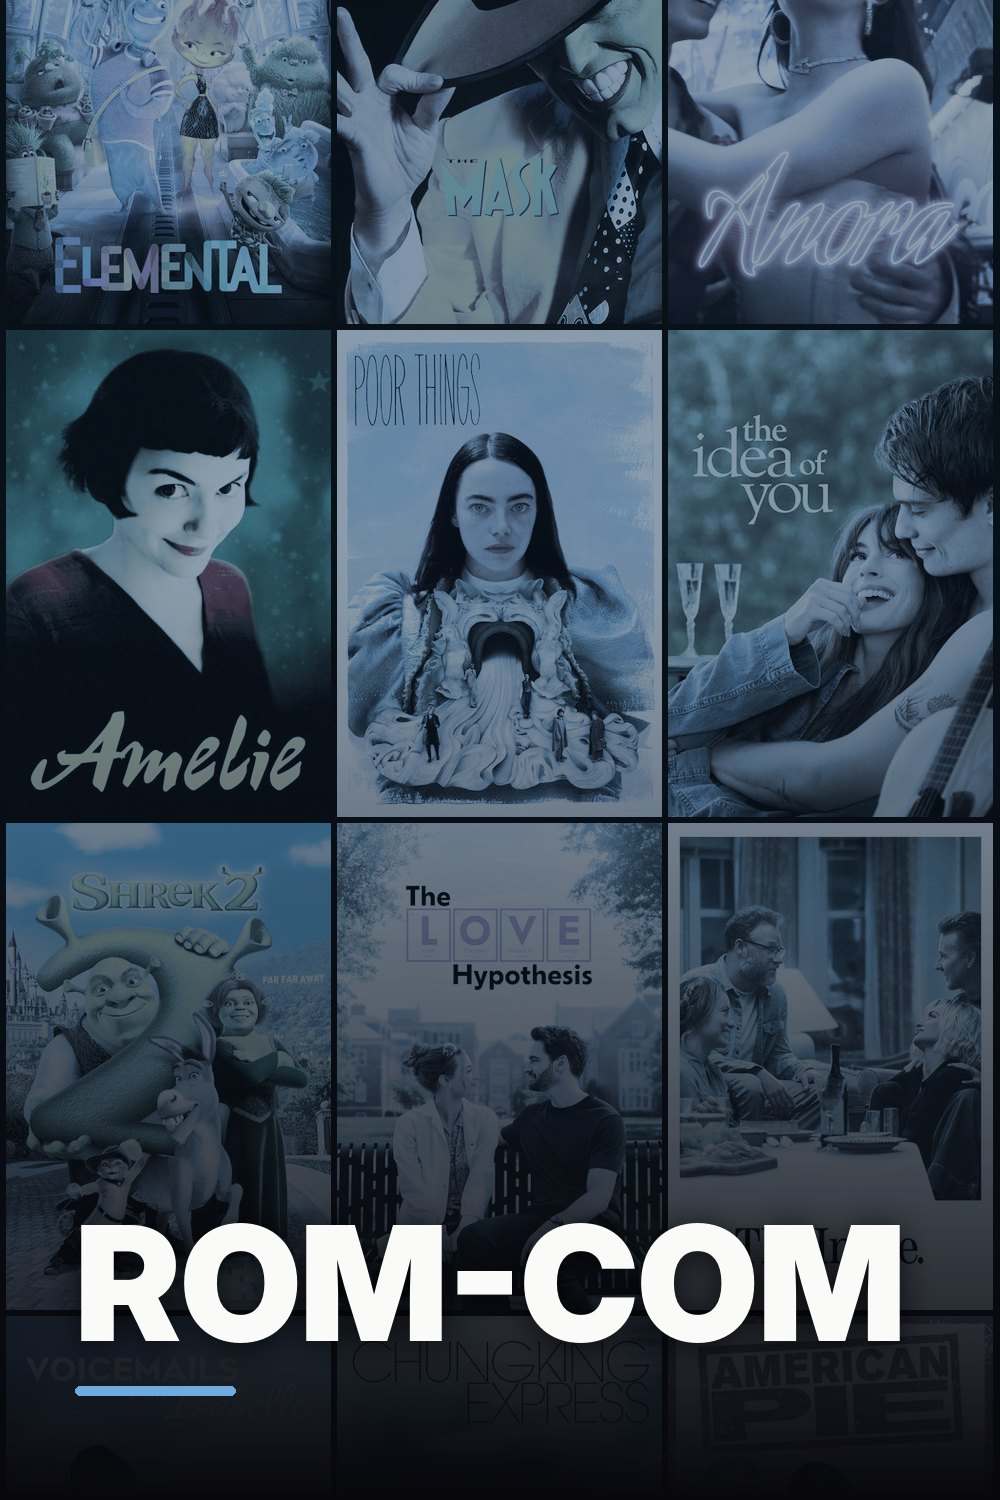 ELEMENTAL
THE
MASK
Anora
Amelie
POOR THINGS
the
idea of
you
SHREK 2
FAR FAR AWAY
The
LOVE
Hypothesis
ROM-COM
VOICEMAILS
Isabelle
CHUNGKING
EXPRESS
AMERICAN
PIE